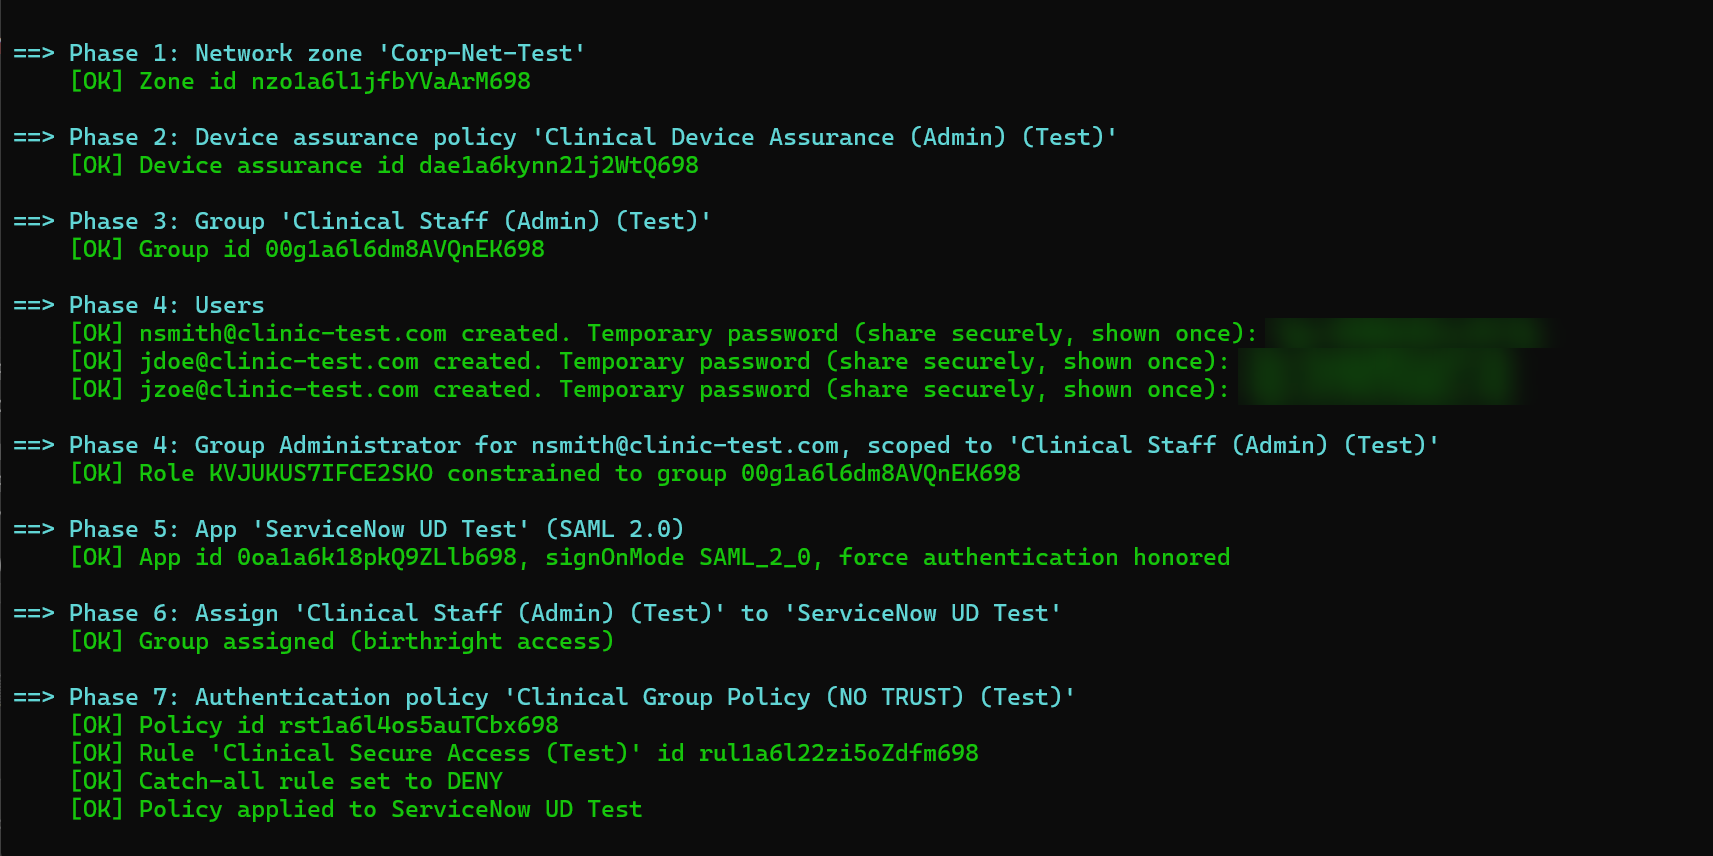 ==> Phase 1: Network zone 'Corp-Net-Test'
[OK] Zone id nzo1a6l1jfbYVaArM698
==> Phase 2: Device assurance policy 'Clinical Device Assurance (Admin) (Test)'
[OK] Device assurance id dae1a6kynn21j2WtQ698
==> Phase 3: Group 'Clinical Staff (Admin) (Test)'
[OK] Group id 00g1a6l6dm8AVQnEK698
==> Phase 4: Users
[OK] nsmith@clinic-test.com created. Temporary password (share securely, shown once):
[OK] jdoe@clinic-test.com created. Temporary password (share securely, shown once):
[OK] jzoe@clinic-test.com created. Temporary password (share securely, shown once):
==> Phase 4: Group Administrator for nsmith@clinic-test.com, scoped to 'Clinical Staff (Admin) (Test)'
[OK] Role KVJUKUS7IFCE2SKO constrained to group 00g1a6l6dm8AVQnEK698
==> Phase 5: App 'ServiceNow UD Test' (SAML 2.0)
[OK] App id 0oa1a6k18pkQ9ZLlb698, signOnMode SAML_2_0, force authentication honored
==> Phase 6: Assign 'Clinical Staff (Admin) (Test)' to 'ServiceNow UD Test'
[OK] Group assigned (birthright access)
==> Phase 7: Authentication policy 'Clinical Group Policy (NO TRUST) (Test)'
[OK] Policy id rst1a6l4os5auTCbx698
[OK] Rule 'Clinical Secure Access (Test)' id rul1a6l22zi5oZdfm698
[OK] Catch-all rule set to DENY
[OK] Policy applied to ServiceNow UD Test